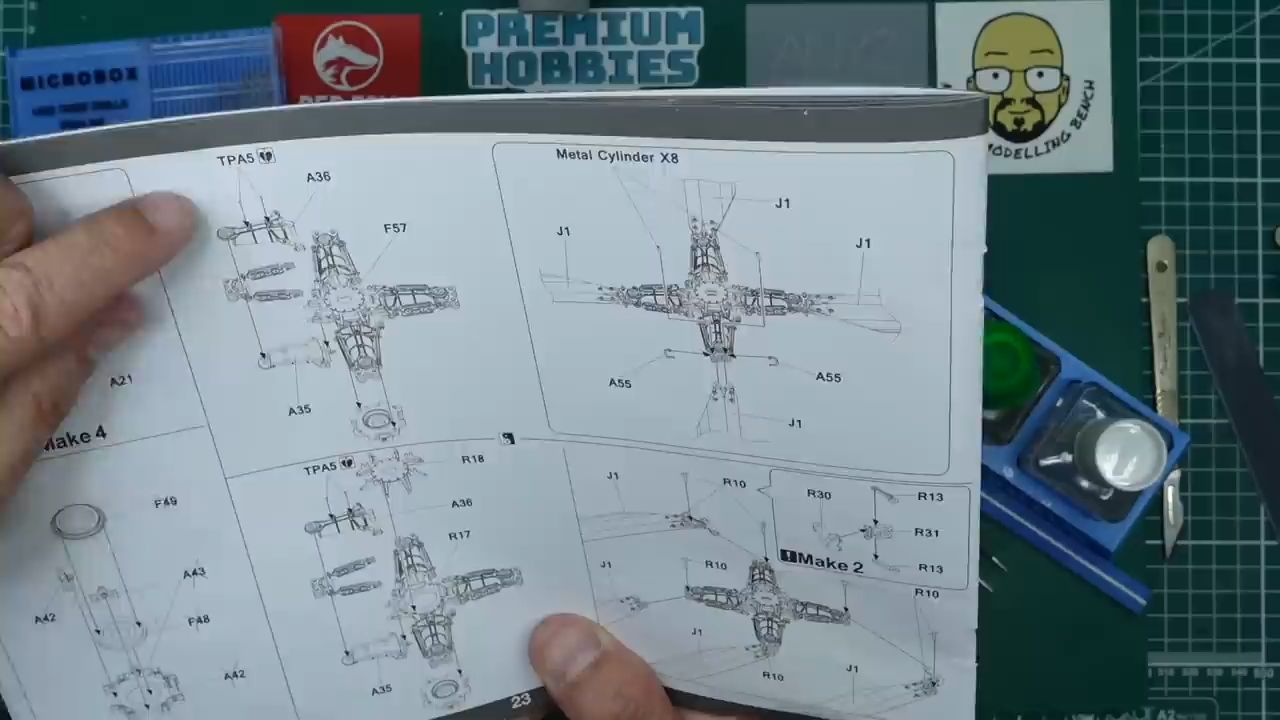 MICROBOX
PREMIUM
HOBBIES
MODELLING BENCH
TPA5
A36
F57
A35
A21
Make 4
Metal Cylinder X8
J1
J1
J1
A55
A55
J1
F49
A43
A42
F48
A42
TPA5
R18
A36
R17
A35
J1
R10
R30
R13
R31
R13
Make 2
J1
R10
R10
J1
R10
J1
23
A2